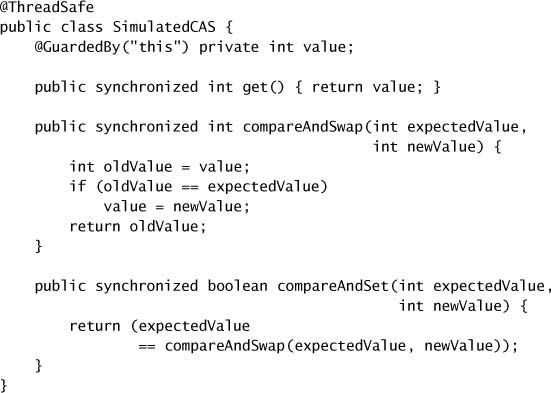 @ThreadSafe
public class SimulatedCAS {
    @GuardedBy("this") private int value;

    public synchronized int get() { return value; }

    public synchronized int compareAndSwap(int expectedValue,
                                           int newValue) {
        int oldValue = value;
        if (oldValue == expectedValue)
            value = newValue;
        return oldValue;
    }

    public synchronized boolean compareAndSet(int expectedValue,
                                              int newValue) {
        return (expectedValue
                == compareAndSwap(expectedValue, newValue));
    }
}